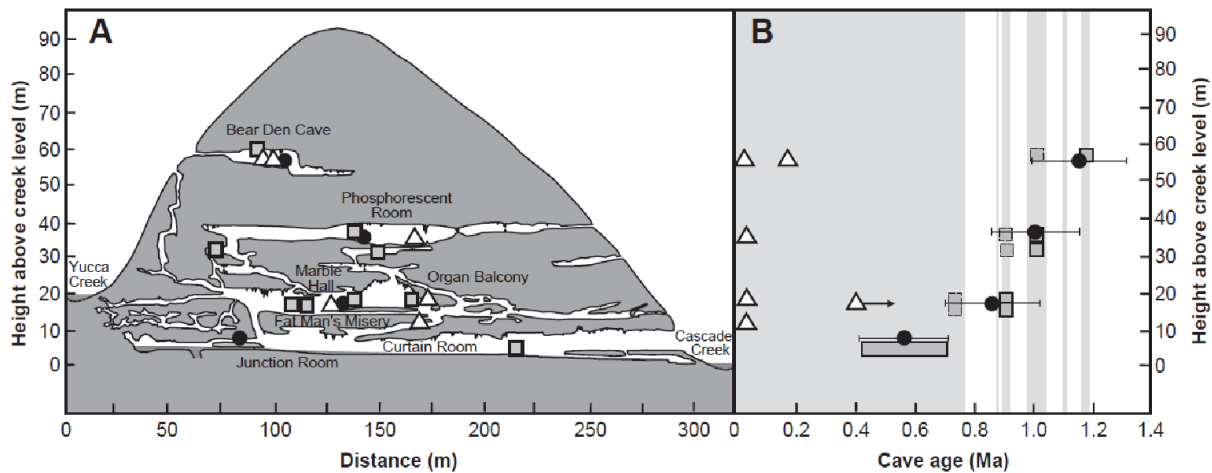 A
B
Height above creek level (m)
90
80
70
60
50
40
30
20
10
0
Bear Den Cave
Phosphorescent
Room
Yucca
Creek
Marble
Hall
Organ Balcony
Fat Man's Misery
Cascade
Creek
Curtain Room
Junction Room
0
50
100
150
200
250
300
Distance (m)
90
80
70
60
50
40
30
20
10
0
Height above creek level (m)
0
0.2
0.4
0.6
0.8
1.0
1.2
1.4
Cave age (Ma)